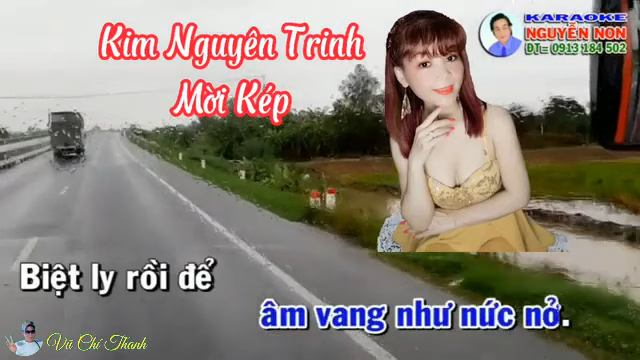 Kim Nguyên Trinh
Mời Kép
KARAOKE
NGUYỄN NON
ĐT= 0913 184 502
Biệt ly rồi để
âm vang như nức nở.
Vũ Chí Thanh